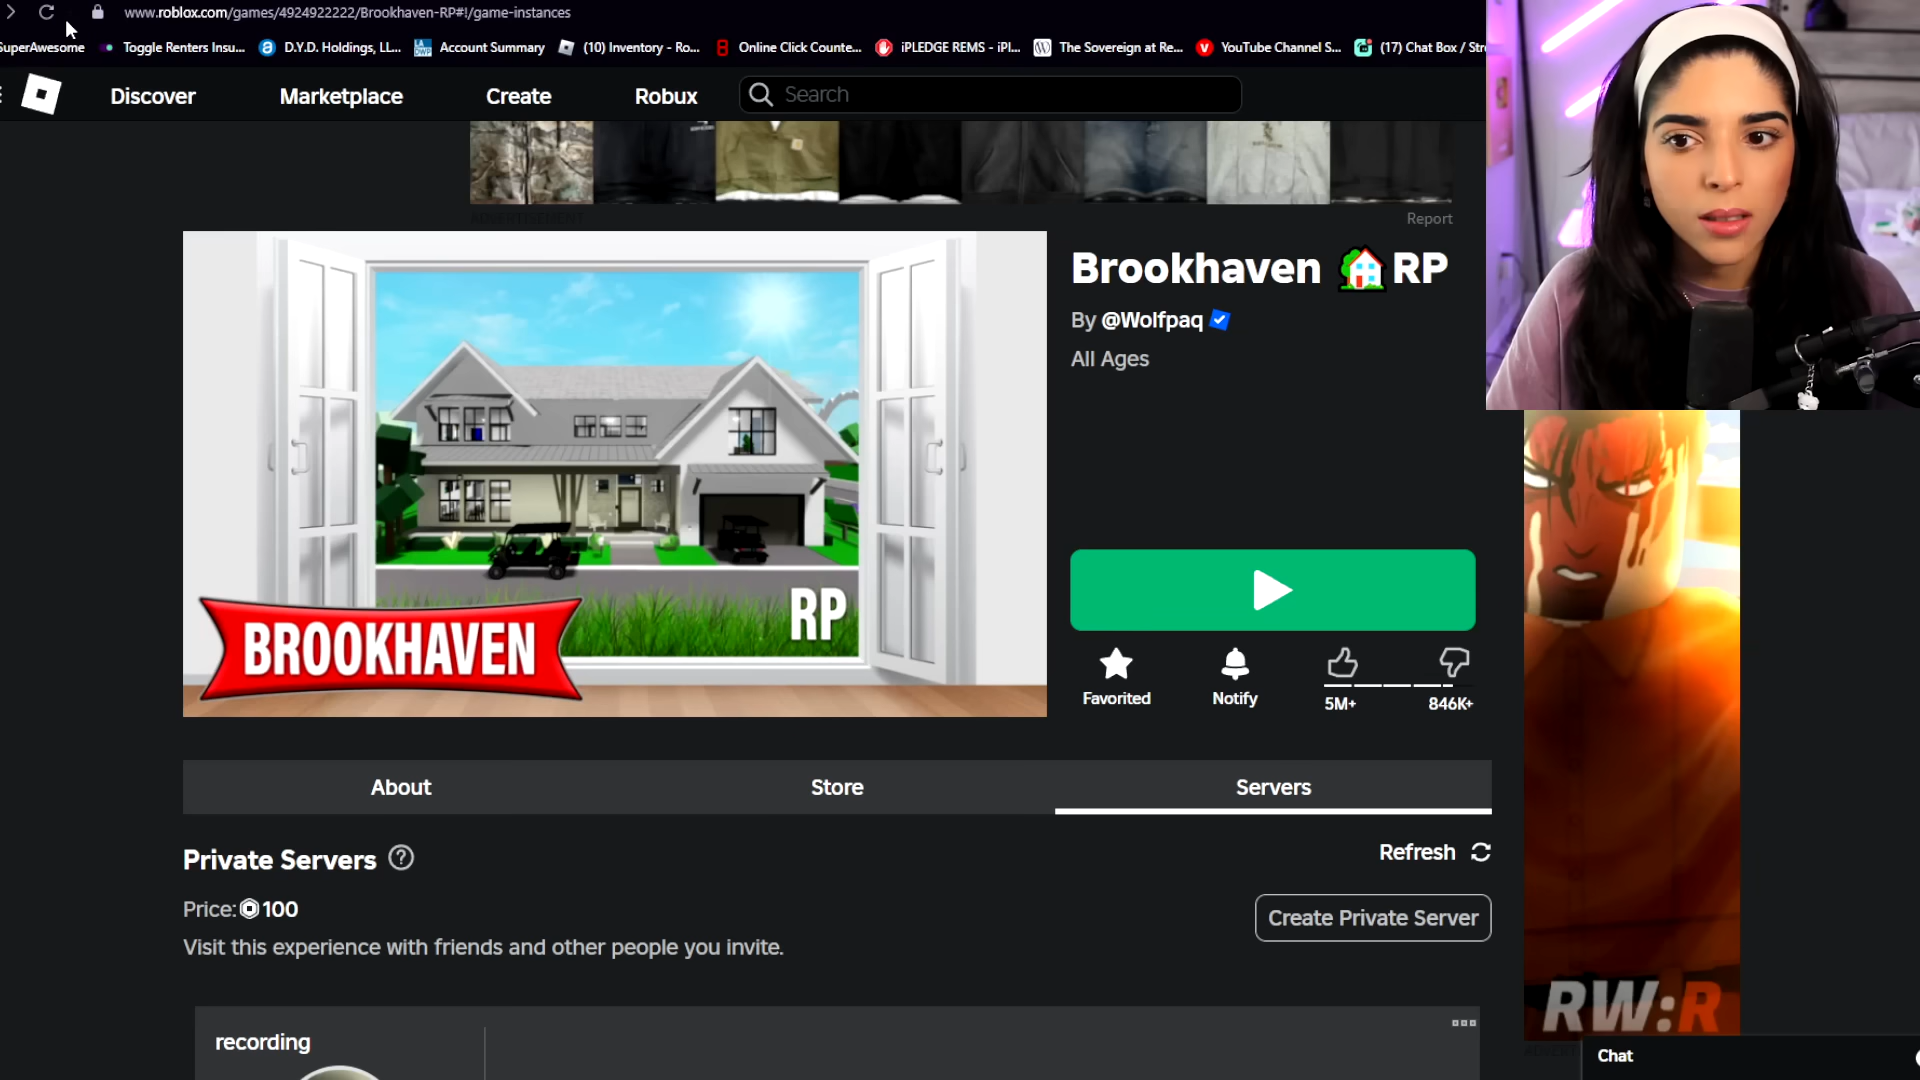 www.roblox.com/games/4924922222/Brookhaven-RP#!/game-instances
SuperAwesome
Toggle Renters Insu...
D.Y.D. Holdings, LL...
Account Summary
(10) Inventory - Ro...
Online Click Counte...
iPLEDGE REMS - iPl...
The Sovereign at Re...
YouTube Channel S...
(17) Chat Box / Str
Discover
Marketplace
Create
Robux
Search
ADVERTISEMENT
Report
BROOKHAVEN
RP
Brookhaven 🏠RP
By @Wolfpaq
All Ages
Favorited
Notify
5M+
846K+
About
Store
Servers
Private Servers ?
Refresh
Price: 100
Create Private Server
Visit this experience with friends and other people you invite.
recording
RW:R
Chat